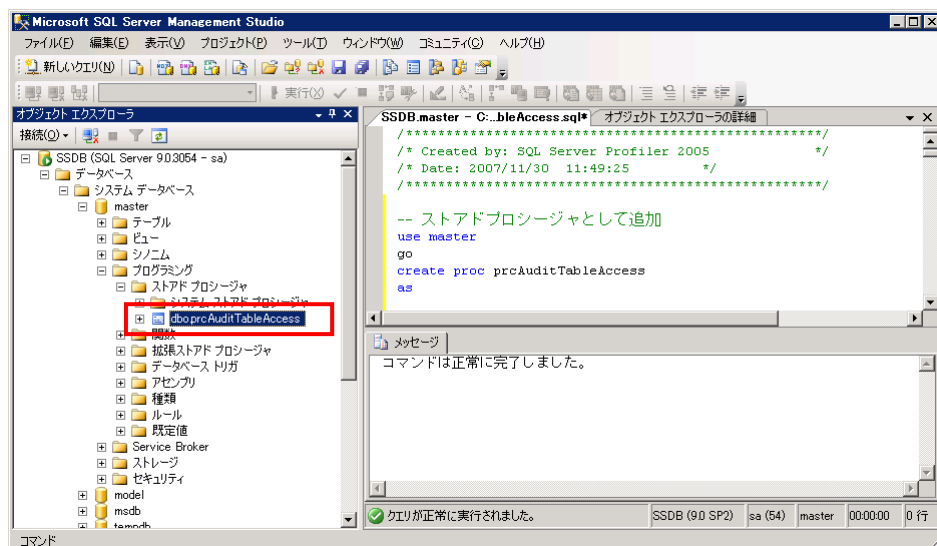 Microsoft SQL Server Management Studio
ファイル(F) 編集(E) 表示(V) プロジェクト(P) ツール(T) ウィンドウ(W) コミュニティ(C) ヘルプ(H)
新しいクエリ(N)
実行(X)
オブジェクト エクスプローラ
接続(O)
SSDB (SQL Server 9.0.3054 - sa)
データベース
システム データベース
master
テーブル
ビュー
シノニム
プログラミング
ストアド プロシージャ
システム ストアド プロシージャ
dbo.prcAuditTableAccess
関数
拡張ストアド プロシージャ
データベース トリガ
アセンブリ
種類
ルール
既定値
Service Broker
ストレージ
セキュリティ
model
msdb
tempdb
SSDB.master - C:...bleAccess.sql* オブジェクト エクスプローラの詳細
/****************************************************/
/* Created by: SQL Server Profiler 2005 */
/* Date: 2007/11/30 11:49:25 */
/****************************************************/
-- ストアドプロシージャとして追加
use master
go
create proc prcAuditTableAccess
as
メッセージ
コマンドは正常に完了しました。
クエリが正常に実行されました。 SSDB (9.0 SP2) sa (54) master 00:00:00 0 行
コマンド